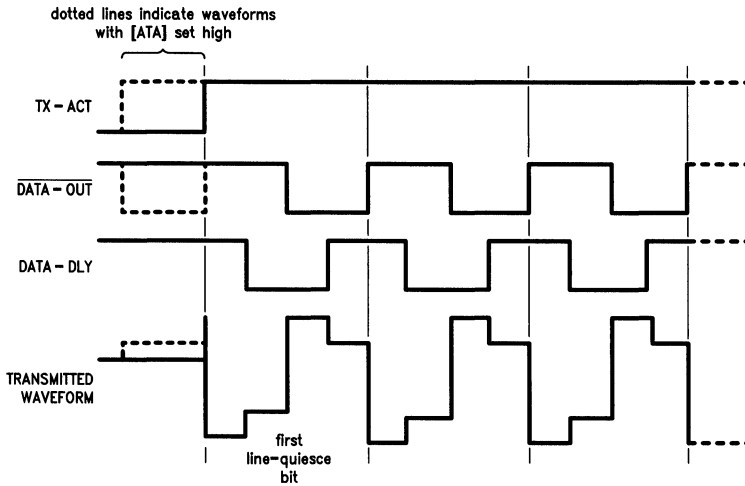 dotted lines indicate waveforms
with [ATA] set high
TX-ACT
DATA-OUT
DATA-DLY
TRANSMITTED
WAVEFORM
first
line-quiesce
bit